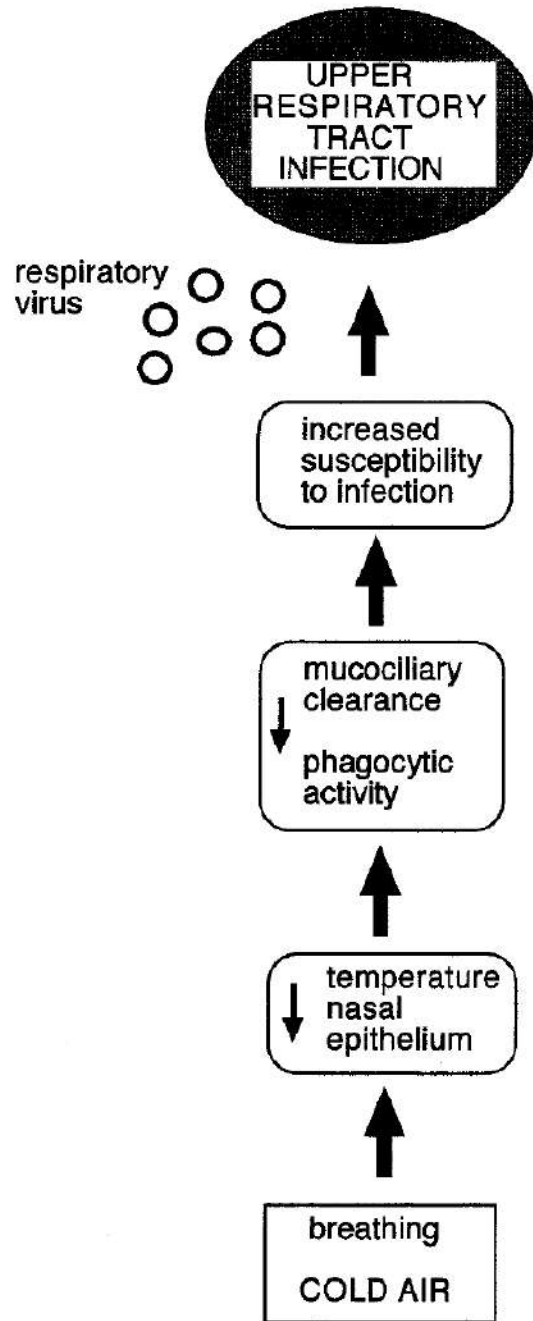 UPPER
RESPIRATORY
TRACT
INFECTION
respiratory
virus
increased
susceptibility
to infection
mucociliary
clearance
phagocytic
activity
temperature
nasal
epithelium
breathing
COLD AIR